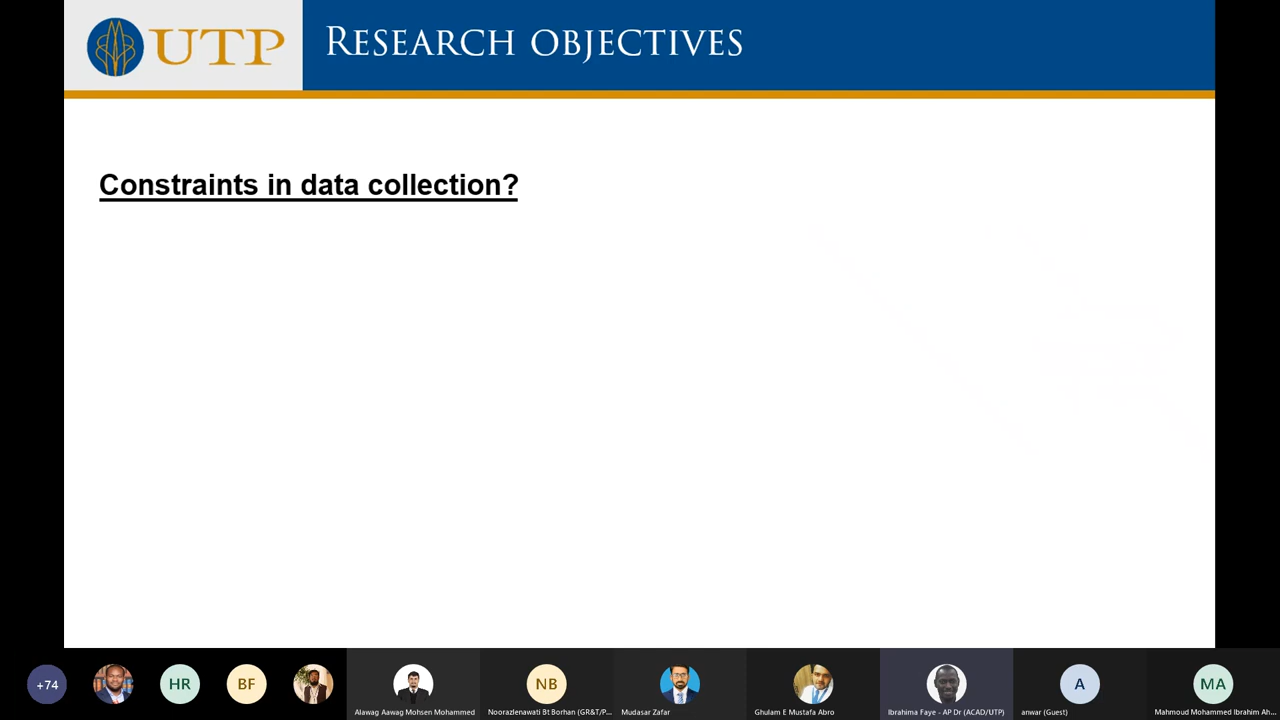 UTP
RESEARCH OBJECTIVES
Constraints in data collection?
+74
HR
BF
NB
A
MA
Alawag Aawag Mohsen Mohammed
Noorazlenawati Bt Borhan (GR&T/P...
Mudasar Zafar
Ghulam E Mustafa Abro
Ibrahima Faye - AP Dr (ACAD/UTP)
anwar (Guest)
Mahmoud Mohammed Ibrahim Ah...